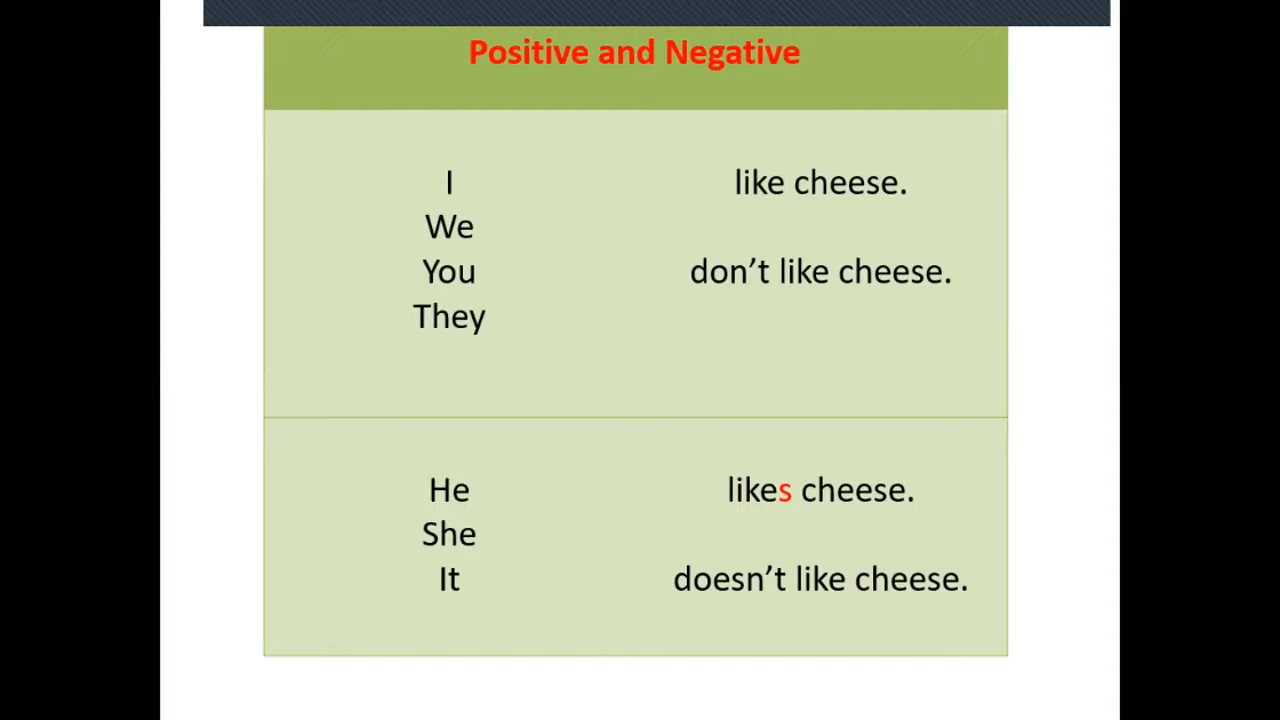 Positive and Negative
I like cheese.
We
You don’t like cheese.
They
He likes cheese.
She
It doesn’t like cheese.